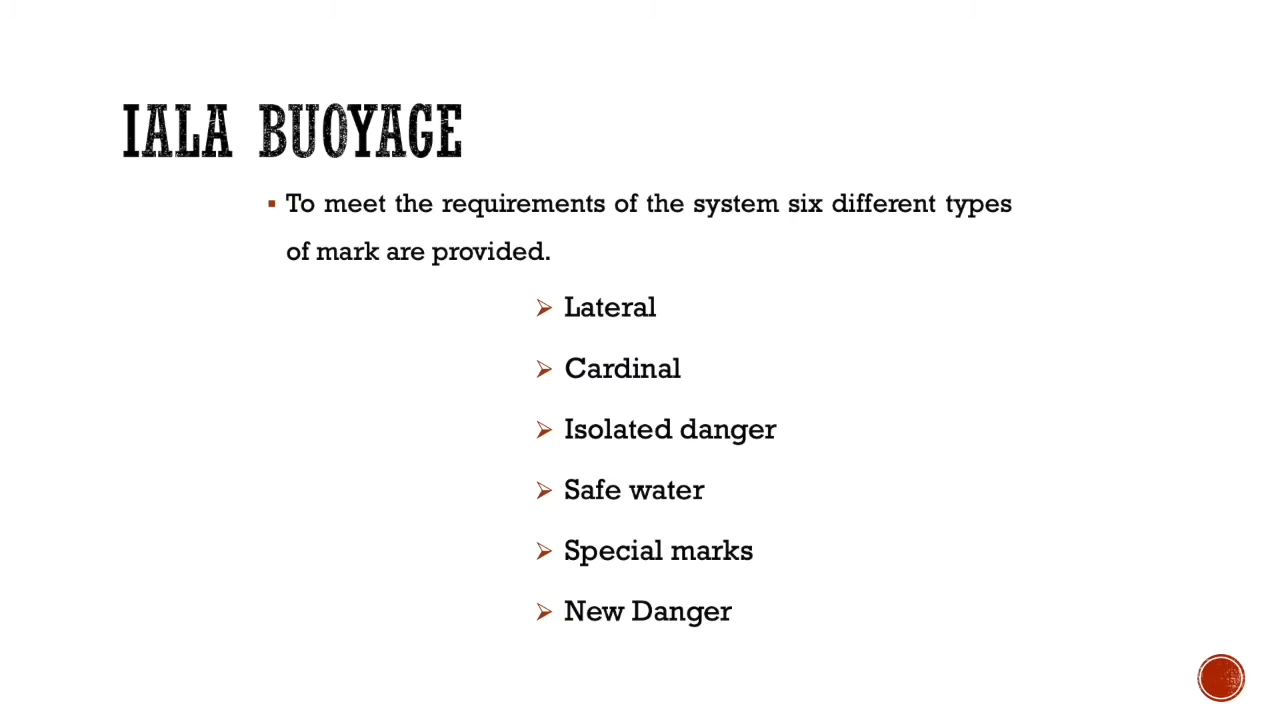 IALA BUOYAGE
▪ To meet the requirements of the system six different types
of mark are provided.
➢ Lateral
➢ Cardinal
➢ Isolated danger
➢ Safe water
➢ Special marks
➢ New Danger